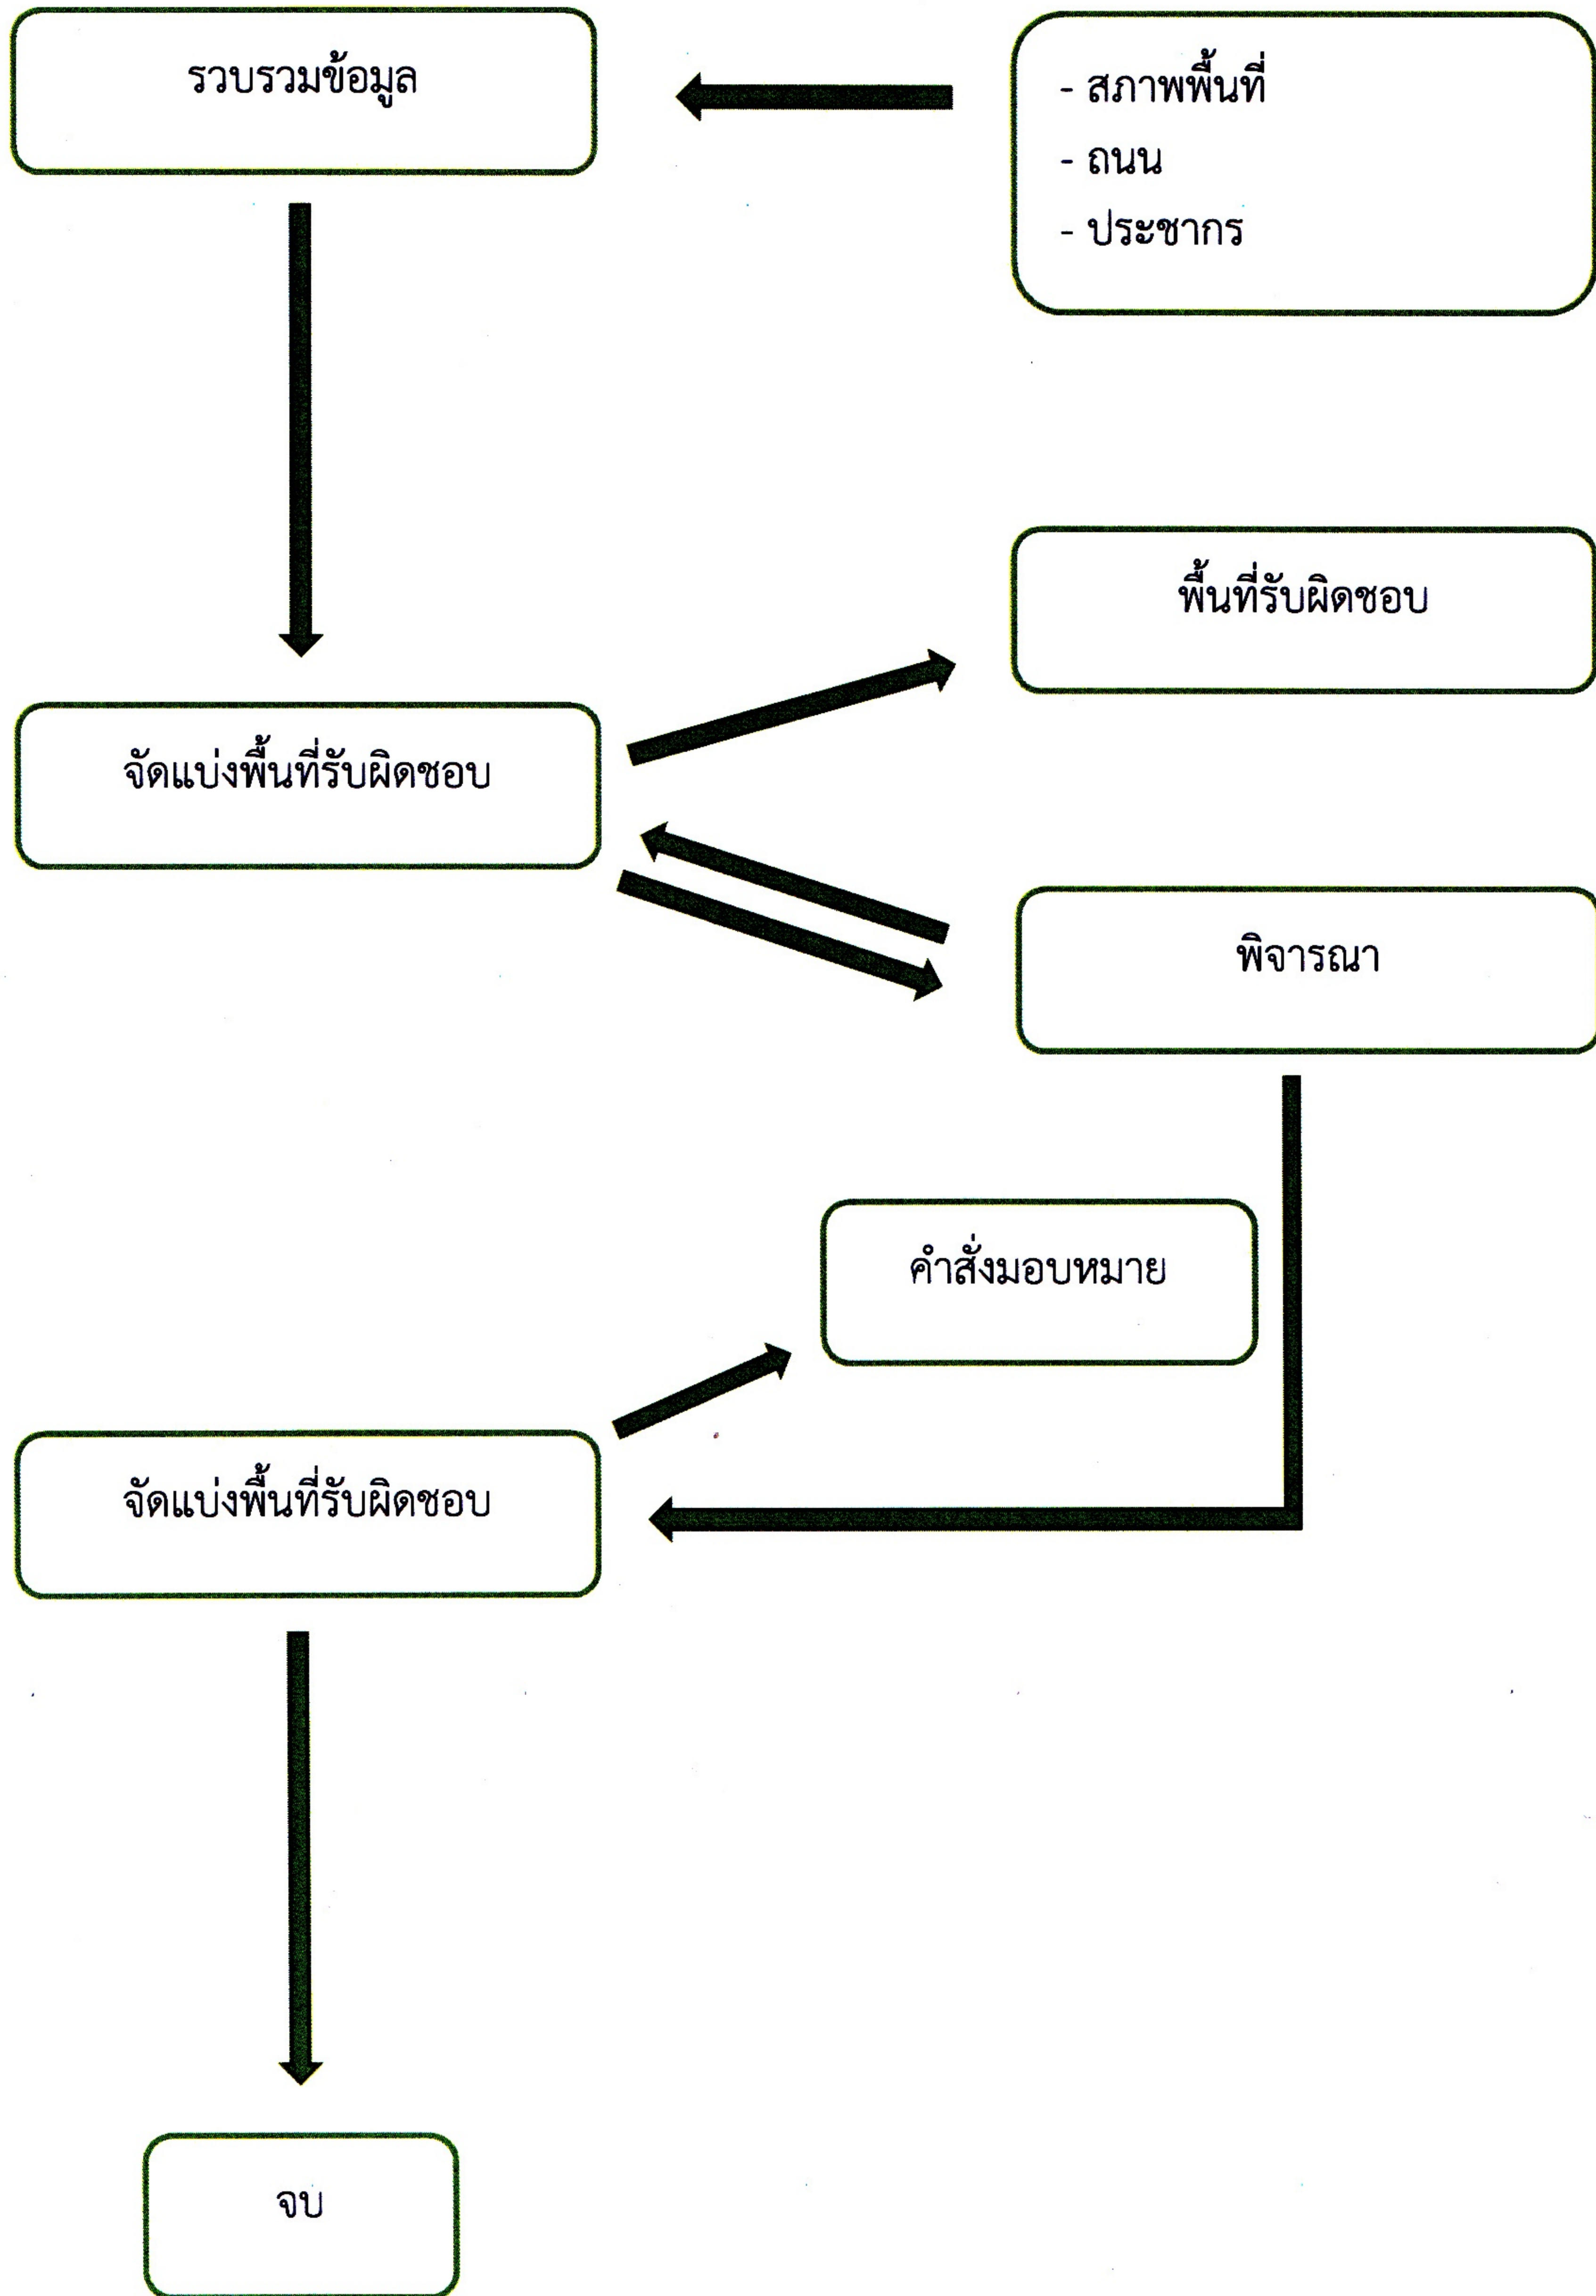 รวบรวมข้อมูล
- สภาพพื้นที่
- ถนน
- ประชากร
พื้นที่รับผิดชอบ
จัดแบ่งพื้นที่รับผิดชอบ
พิจารณา
คำสั่งมอบหมาย
จัดแบ่งพื้นที่รับผิดชอบ
จบ